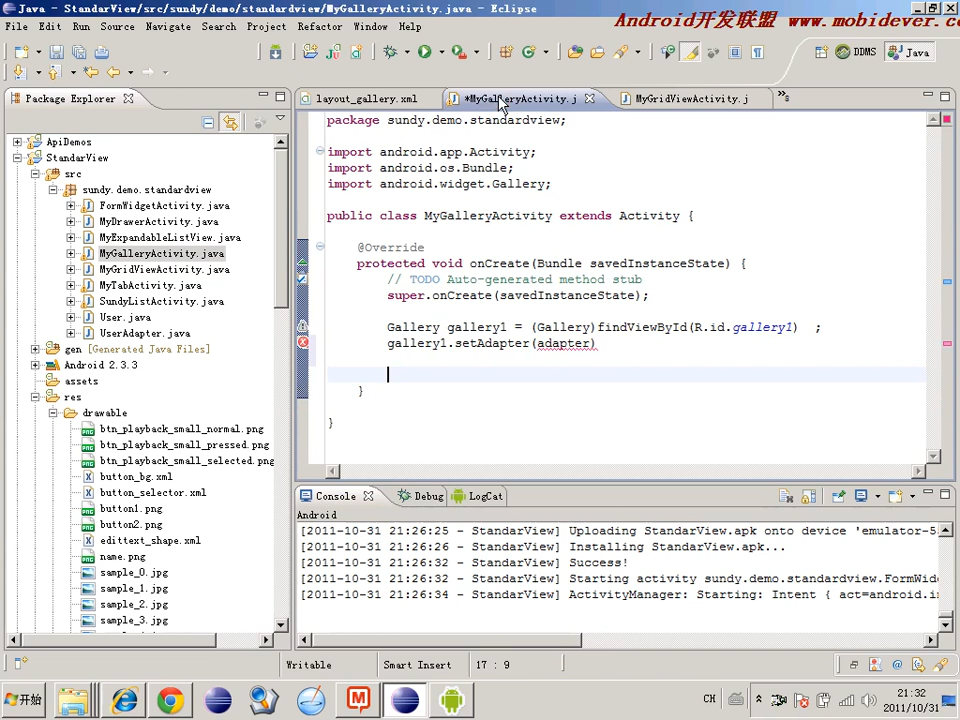 Java - StandarView/src/sundy/demo/standardview/MyGalleryActivity.java - Eclipse
Android开发联盟 www.mobidever.com
File Edit Run Source Navigate Search Project Refactor Window Help
DDMS Java
Package Explorer
layout_gallery.xml *MyGalleryActivity.j MyGridViewActivity.j
ApiDemos
StandarView
src
sundy.demo.standardview
FormWidgetActivity.java
MyDrawerActivity.java
MyExpandableListView.java
MyGalleryActivity.java
MyGridViewActivity.java
MyTabActivity.java
SundyListActivity.java
User.java
UserAdapter.java
gen [Generated Java Files]
Android 2.3.3
assets
res
drawable
btn_playback_small_normal.png
btn_playback_small_pressed.png
btn_playback_small_selected.png
button_bg.xml
button_selector.xml
button1.png
button2.png
edittext_shape.xml
name.png
sample_0.jpg
sample_1.jpg
sample_2.jpg
sample_3.jpg
package sundy.demo.standardview;
import android.app.Activity;
import android.os.Bundle;
import android.widget.Gallery;
public class MyGalleryActivity extends Activity {
@Override
protected void onCreate(Bundle savedInstanceState) {
// TODO Auto-generated method stub
super.onCreate(savedInstanceState);
Gallery gallery1 = (Gallery)findViewById(R.id.gallery1) ;
gallery1.setAdapter(adapter)
}
}
Console Debug LogCat
Android
[2011-10-31 21:26:25 - StandarView] Uploading StandarView.apk onto device 'emulator-5
[2011-10-31 21:26:26 - StandarView] Installing StandarView.apk...
[2011-10-31 21:26:32 - StandarView] Success!
[2011-10-31 21:26:32 - StandarView] Starting activity sundy.demo.standardview.FormWid
[2011-10-31 21:26:34 - StandarView] ActivityManager: Starting: Intent { act=android.i
Writable Smart Insert 17 : 9
开始
CH
21:32
2011/10/31